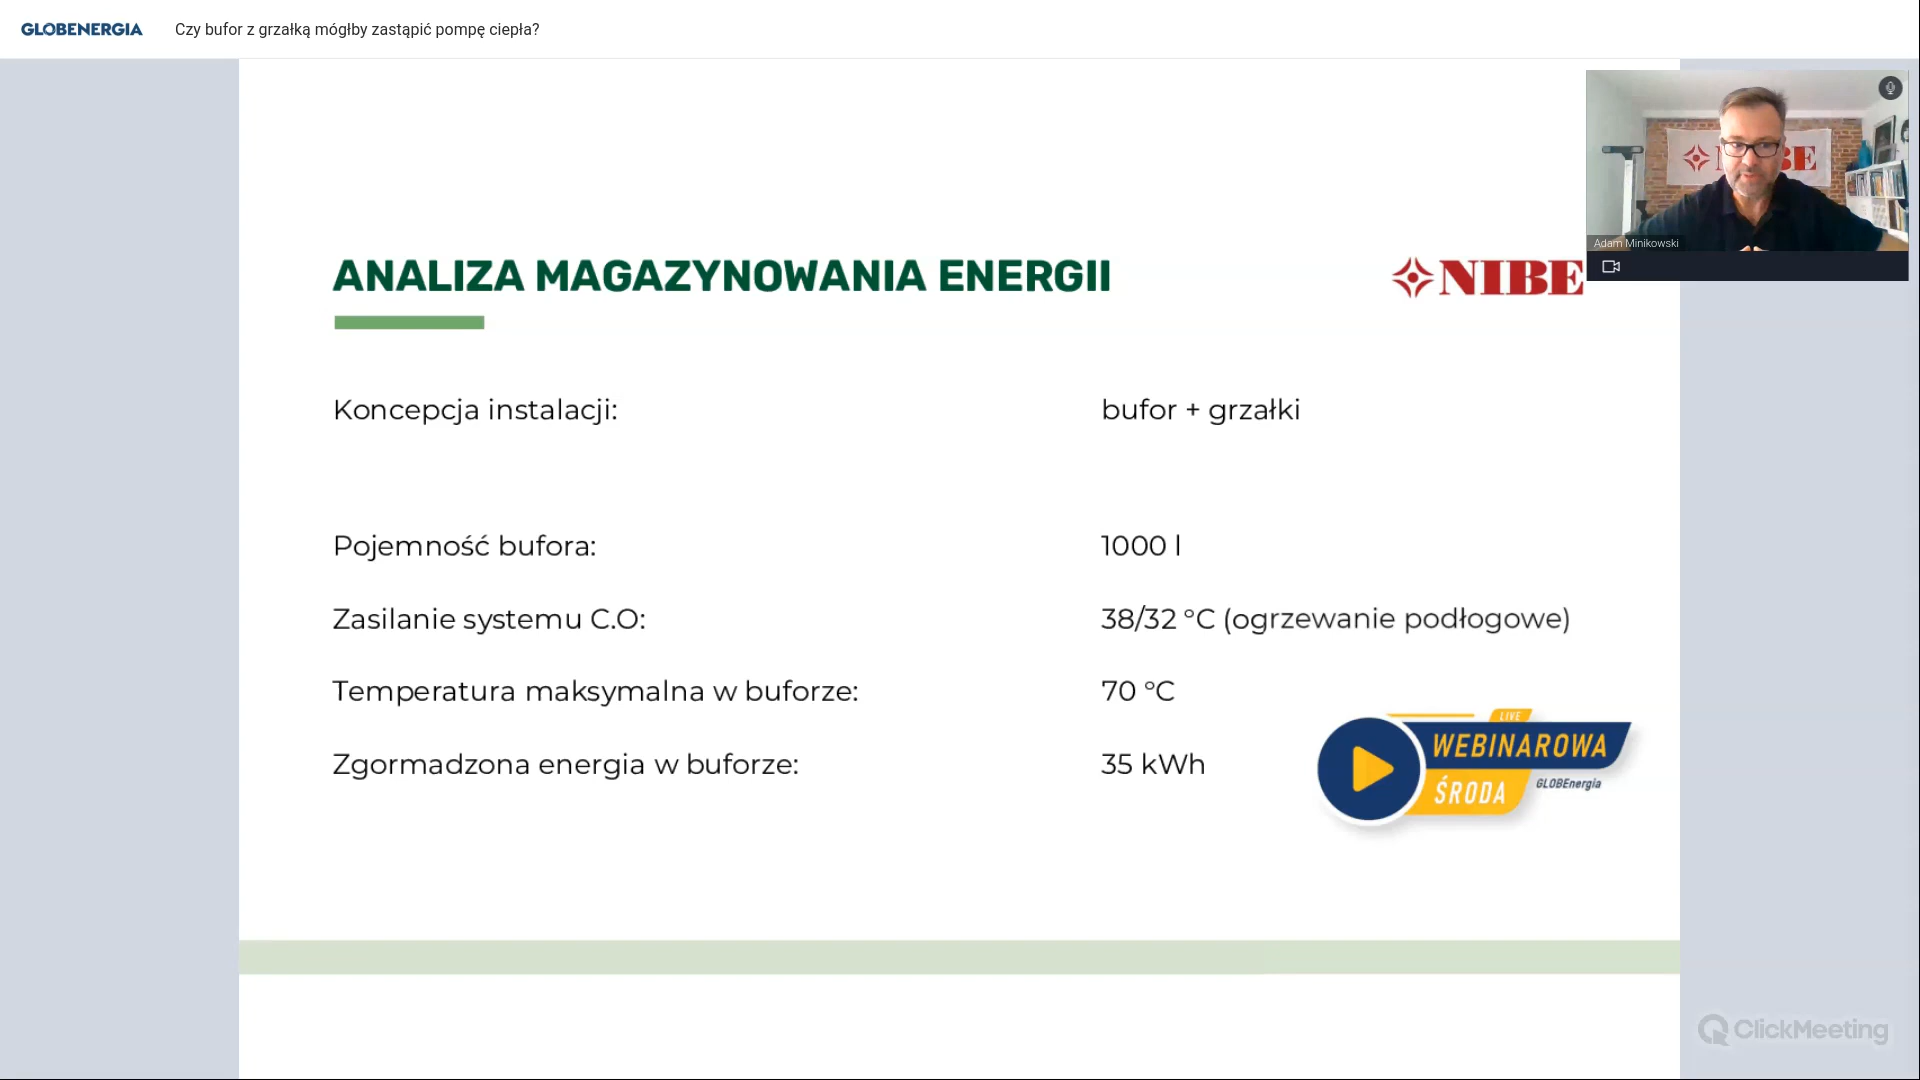 GLOBENERGIA
Czy bufor z grzałką mógłby zastąpić pompę ciepła?
NIBE
Adam Minikowski
ANALIZA MAGAZYNOWANIA ENERGII
NIBE
Koncepcja instalacji: bufor + grzałki
Pojemność bufora: 1000 l
Zasilanie systemu C.O: 38/32 °C (ogrzewanie podłogowe)
Temperatura maksymalna w buforze: 70 °C
Zgormadzona energia w buforze: 35 kWh
LIVE
WEBINAROWA
ŚRODA
GLOBEnergia
ClickMeeting